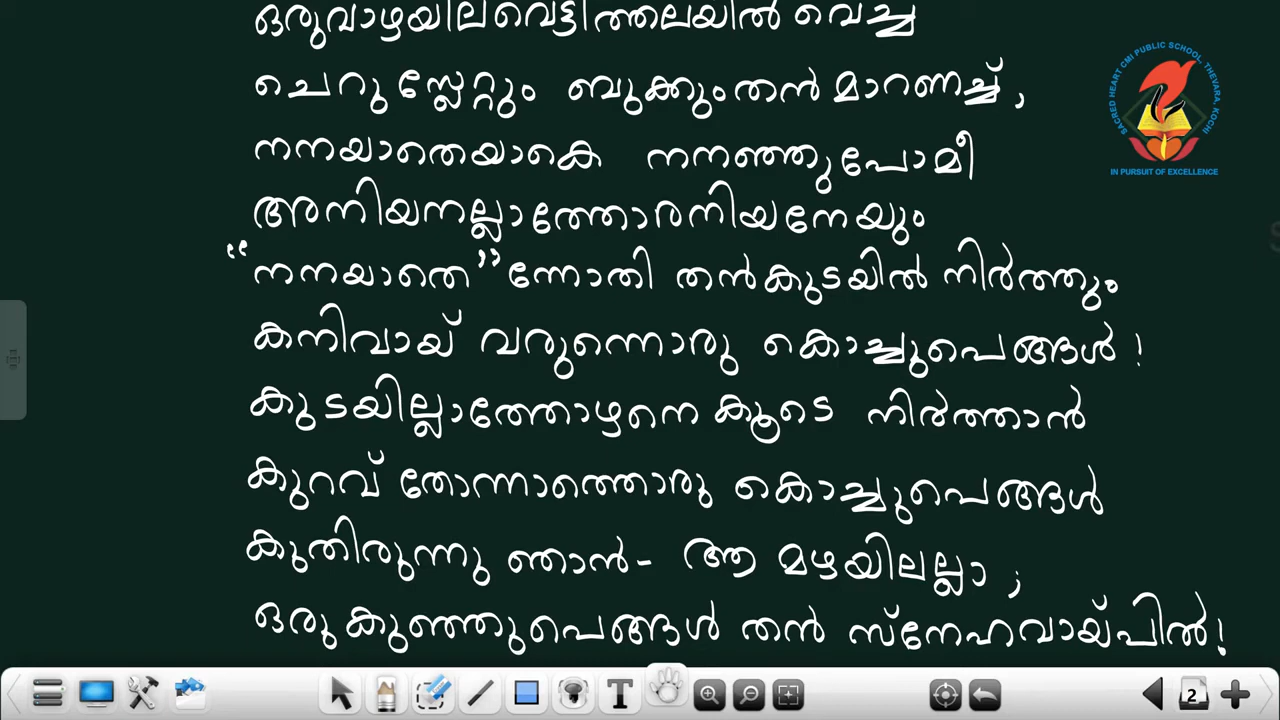 ഒരുവാഴയിലവെട്ടിത്തലയിൽ വെച്ച
ചെറുസ്ലേറ്റും ബുക്കുംതൻ മാറണച്ച്,
നനയാതെയാകെ നനഞ്ഞുപോമീ
അനിയനല്ലാത്തോരനിയനേയും
“നനയാതെ” ന്നോതി തൻകുടയിൽ നിർത്തും
കനിവായ് വരുന്നൊരു കൊച്ചുപെങ്ങൾ!
കുടയില്ലാത്തോഴനെ കൂടെ നിർത്താൻ
കുറവ് തോന്നാത്തൊരു കൊച്ചുപെങ്ങൾ
കുതിരുന്നു ഞാൻ- ആ മഴയിലല്ലാ ;
ഒരുകുഞ്ഞുപെങ്ങൾ തൻ സ്നേഹവായ്പിൽ!
SACRED HEART CMI PUBLIC SCHOOL, THEVARA, KOCHI
IN PURSUIT OF EXCELLENCE
2